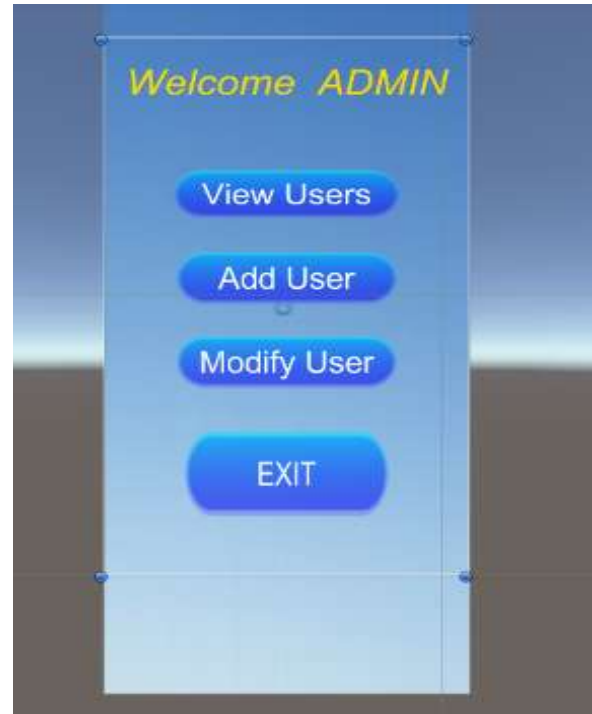 Welcome ADMIN
View Users
Add User
Modify User
EXIT